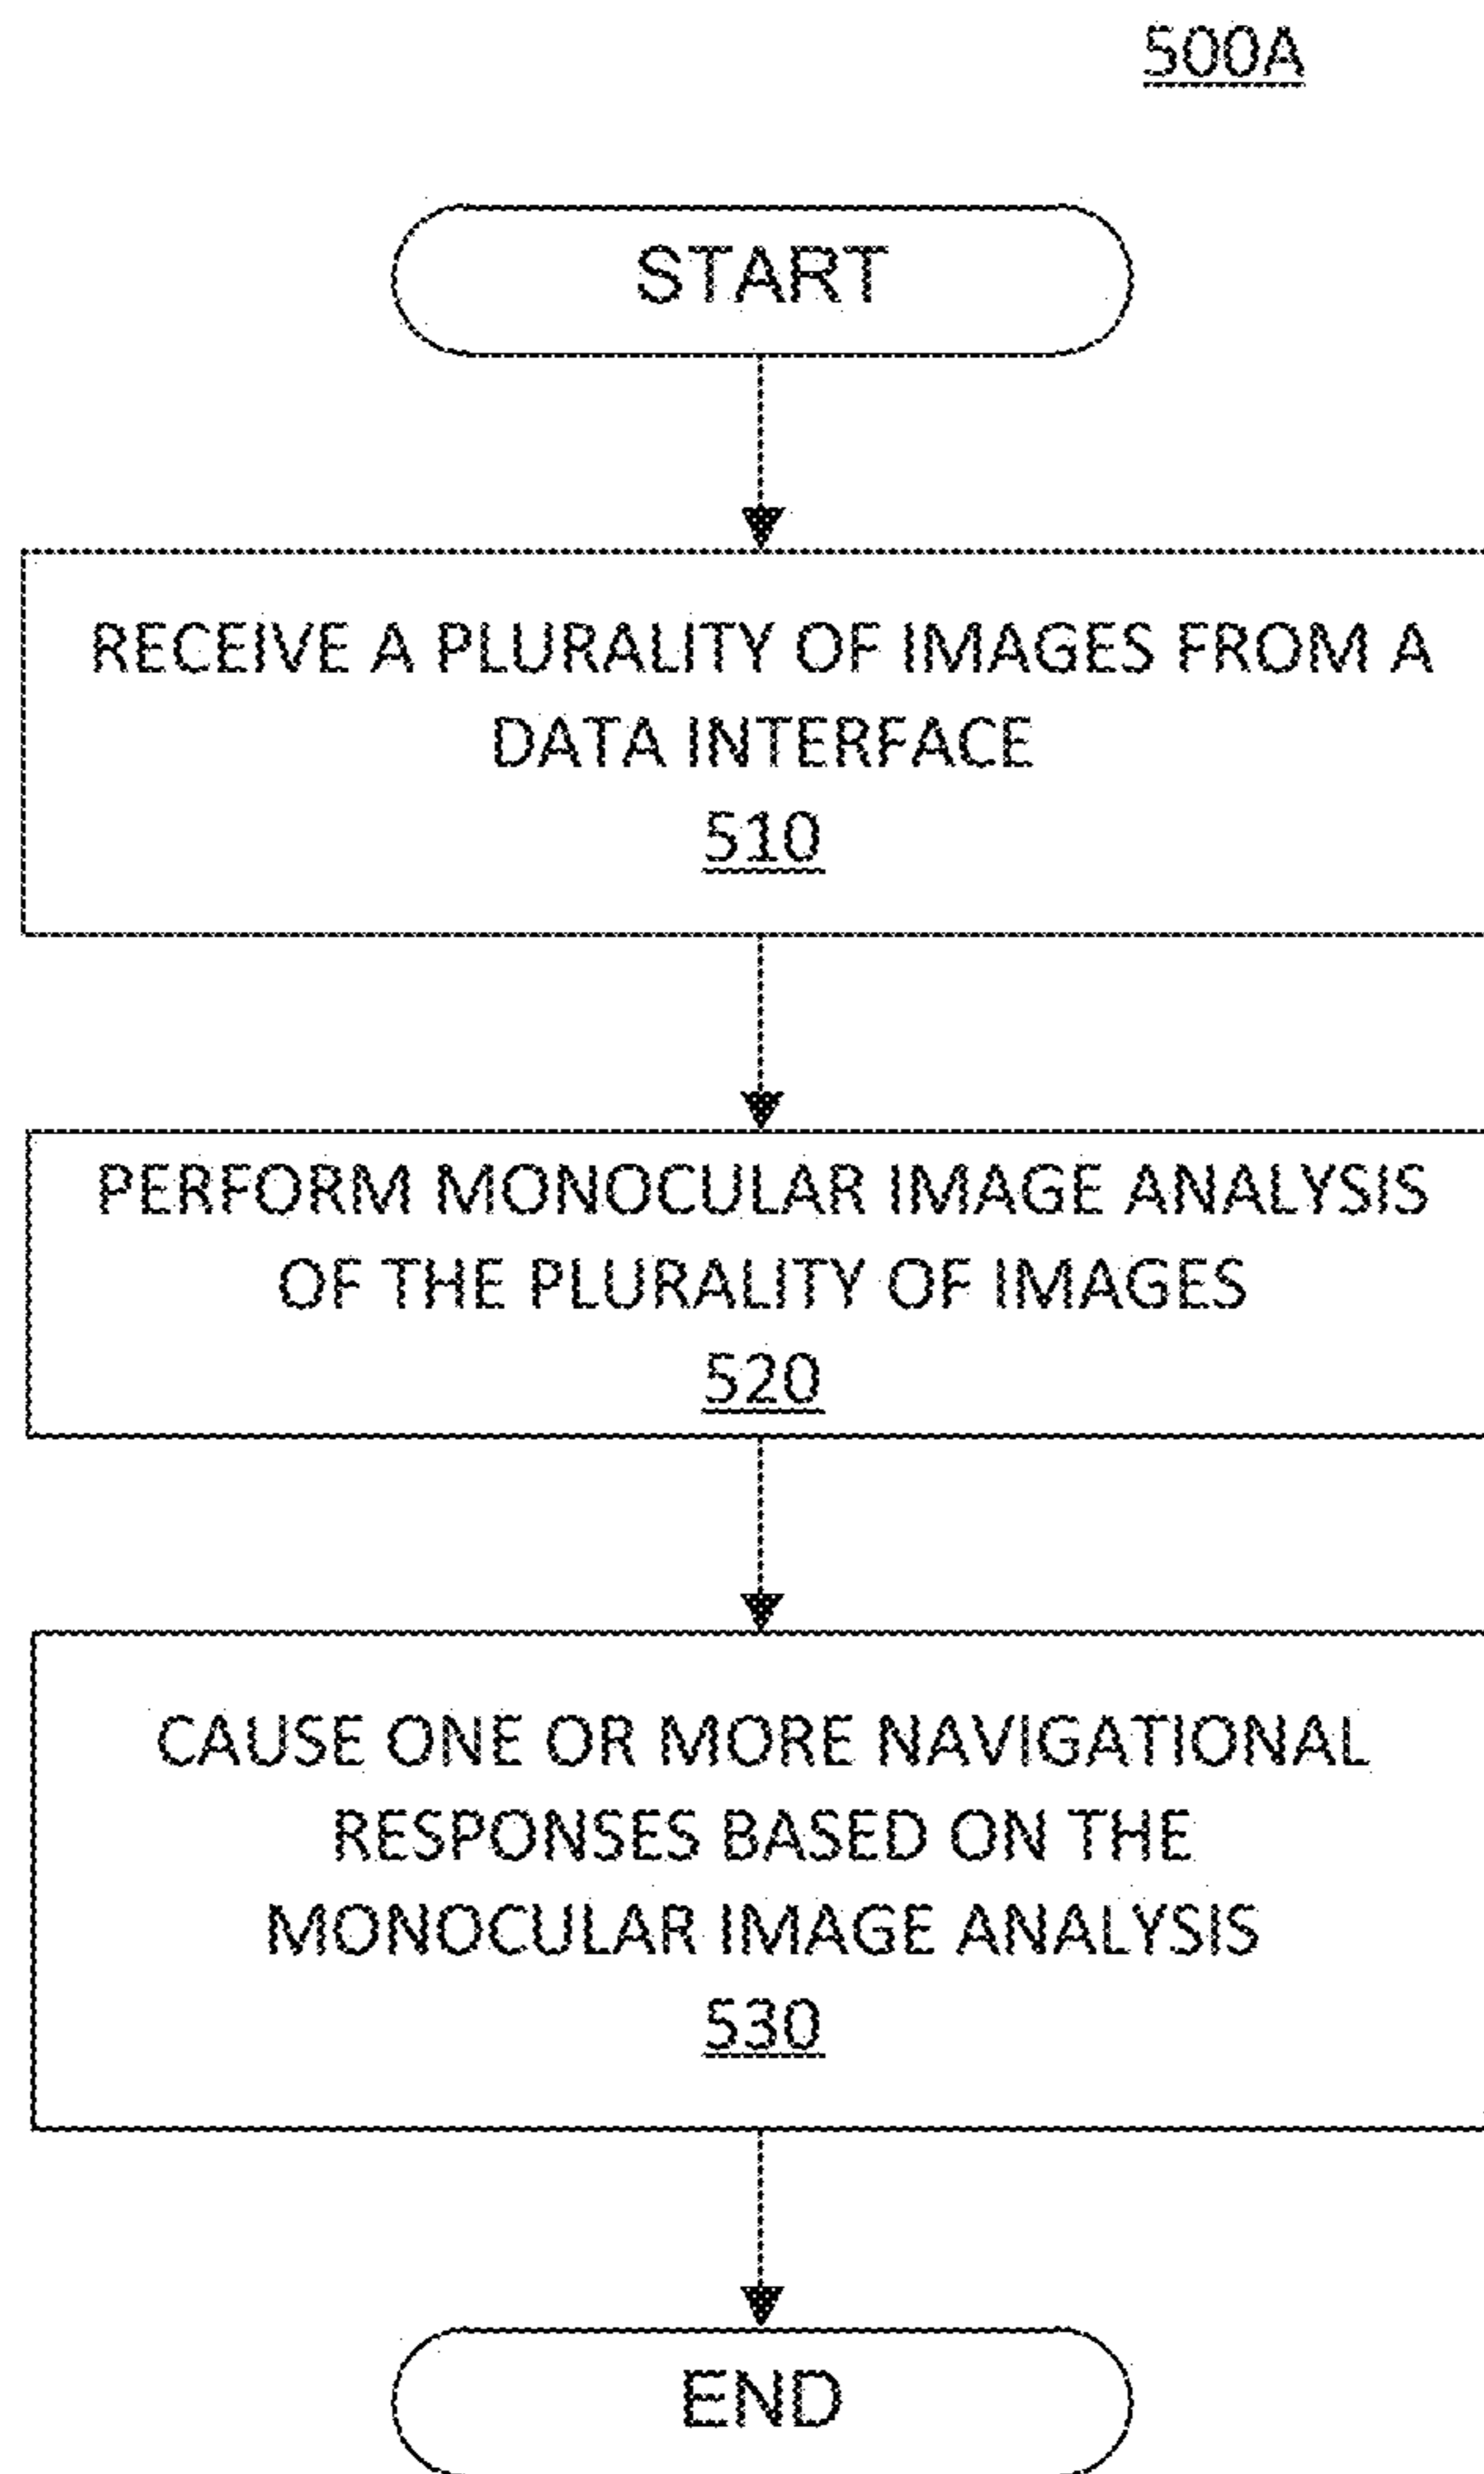 500A
START
RECEIVE A PLURALITY OF IMAGES FROM A
DATA INTERFACE
510
PERFORM MONOCULAR IMAGE ANALYSIS
OF THE PLURALITY OF IMAGES
520
CAUSE ONE OR MORE NAVIGATIONAL
RESPONSES BASED ON THE
MONOCULAR IMAGE ANALYSIS
530
END